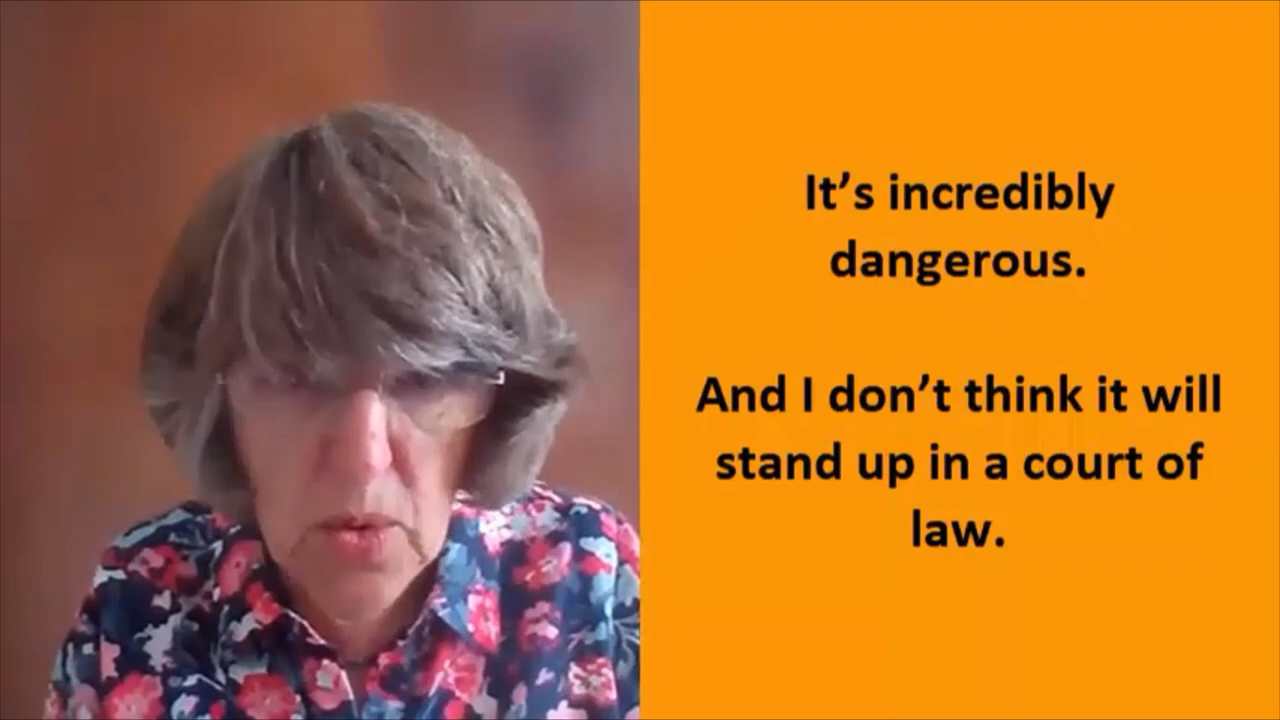 It’s incredibly
dangerous.
And I don’t think it will
stand up in a court of
law.